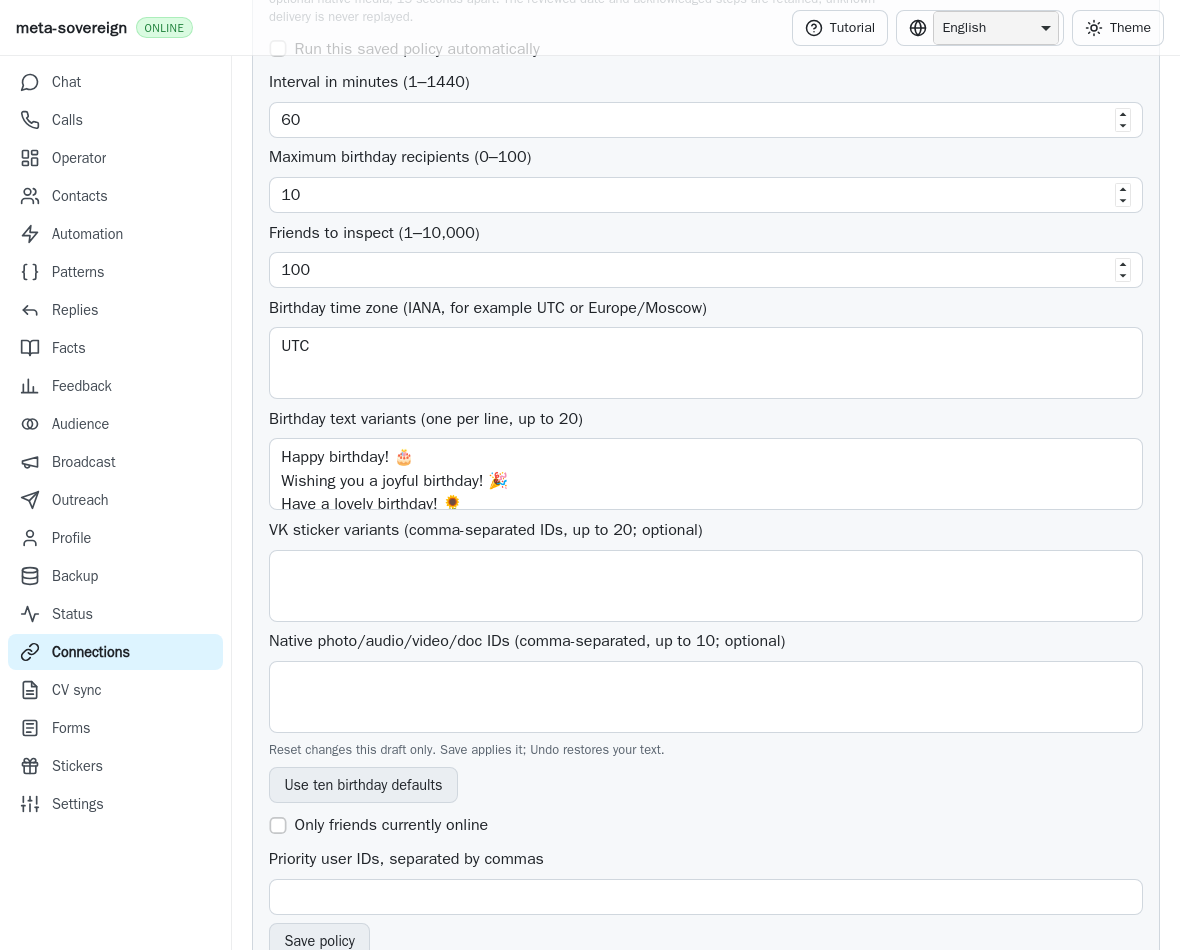 meta-sovereign
ONLINE
Tutorial
English
Theme
Chat
Calls
Operator
Contacts
Automation
Patterns
Replies
Facts
Feedback
Audience
Broadcast
Outreach
Profile
Backup
Status
Connections
CV sync
Forms
Stickers
Settings
delivery is never replayed.
Run this saved policy automatically
Interval in minutes (1–1440)
60
Maximum birthday recipients (0–100)
10
Friends to inspect (1–10,000)
100
Birthday time zone (IANA, for example UTC or Europe/Moscow)
UTC
Birthday text variants (one per line, up to 20)
Happy birthday! 🎂
Wishing you a joyful birthday! 🎉
Have a lovely birthday! 🌻
VK sticker variants (comma-separated IDs, up to 20; optional)
Native photo/audio/video/doc IDs (comma-separated, up to 10; optional)
Reset changes this draft only. Save applies it; Undo restores your text.
Use ten birthday defaults
Only friends currently online
Priority user IDs, separated by commas
Save policy